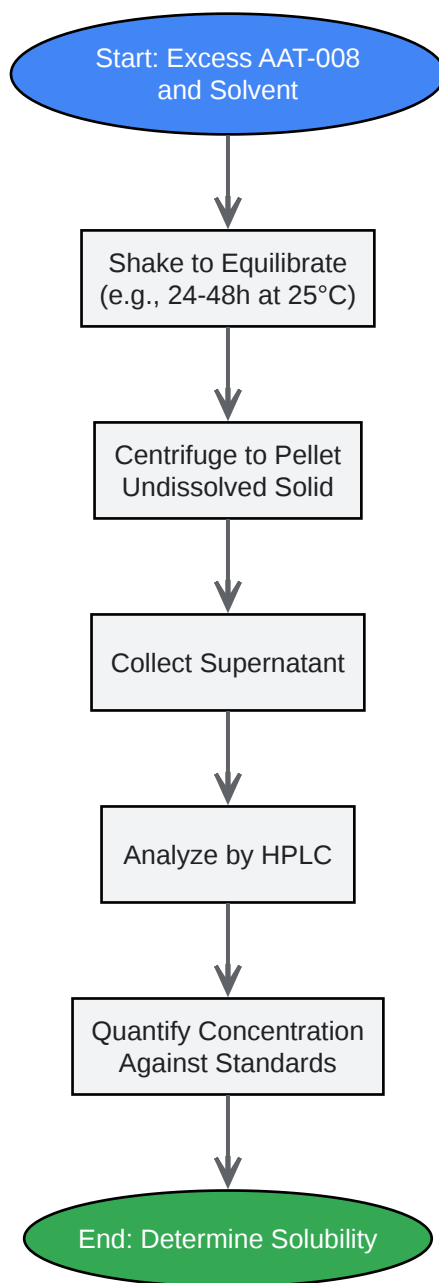 Start: Excess AAT-008
and Solvent
Shake to Equilibrate
(e.g., 24-48h at 25°C)
Centrifuge to Pellet
Undissolved Solid
Collect Supernatant
Analyze by HPLC
Quantify Concentration
Against Standards
End: Determine Solubility